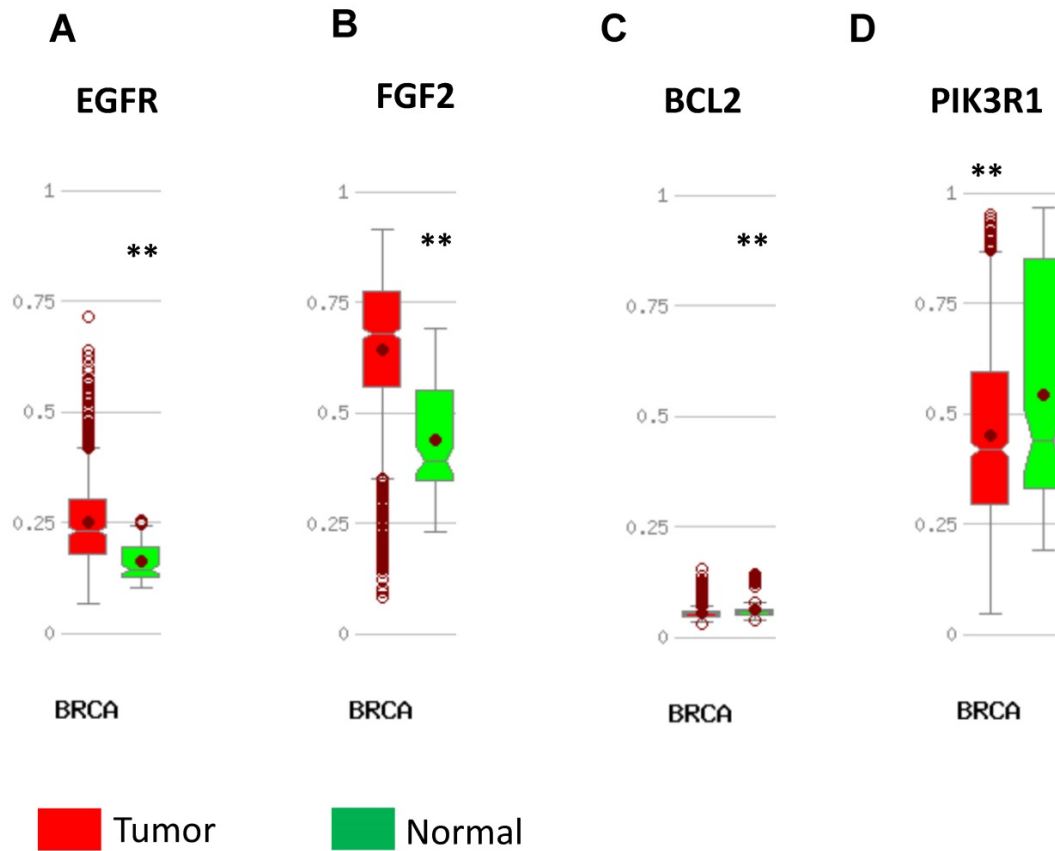 A B C D
EGFR FGF2 BCL2 PIK3R1
** ** ** **
1 1 1 1
0.75 0.75 0.75 0.75
0.5 0.5 0.5 0.5
0.25 0.25 0.25 0.25
0 0 0 0
BRCA BRCA BRCA BRCA
Tumor Normal